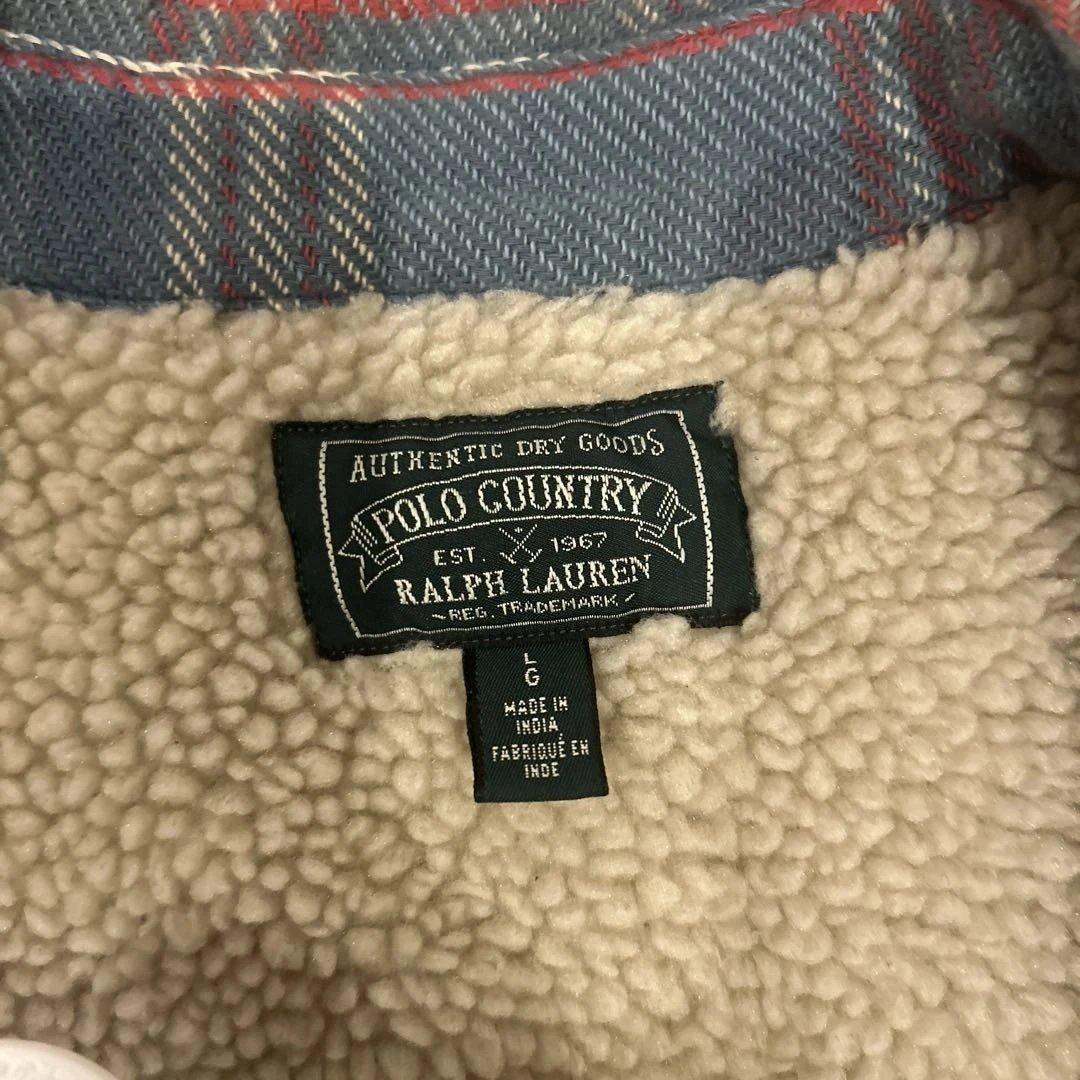 AUTHENTIC DRY GOODS
POLO COUNTRY
EST. 1967
RALPH LAUREN
~REG. TRADEMARK~
L
G
MADE IN
INDIA
FABRIQUÉ EN
INDE